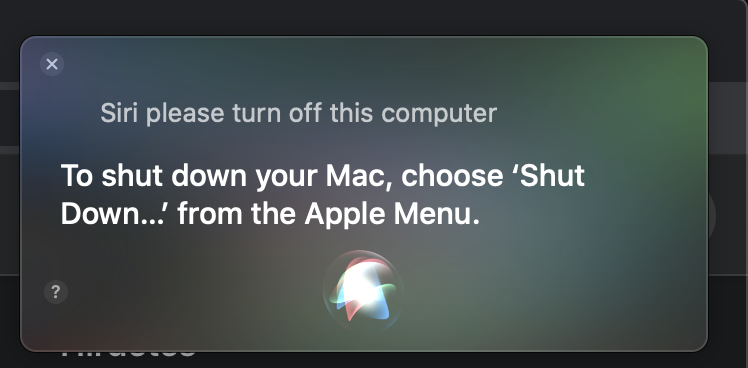 Siri please turn off this computer
To shut down your Mac, choose ‘Shut
Down...’ from the Apple Menu.
?